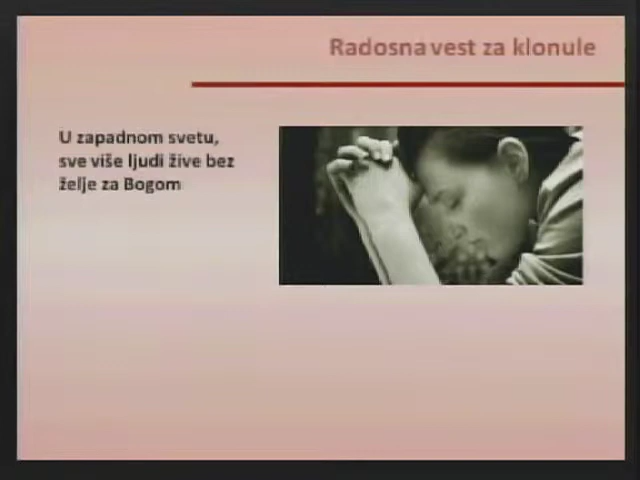 Radosna vest za klonule
U zapadnom svetu,
sve više ljudi žive bez
želje za Bogom